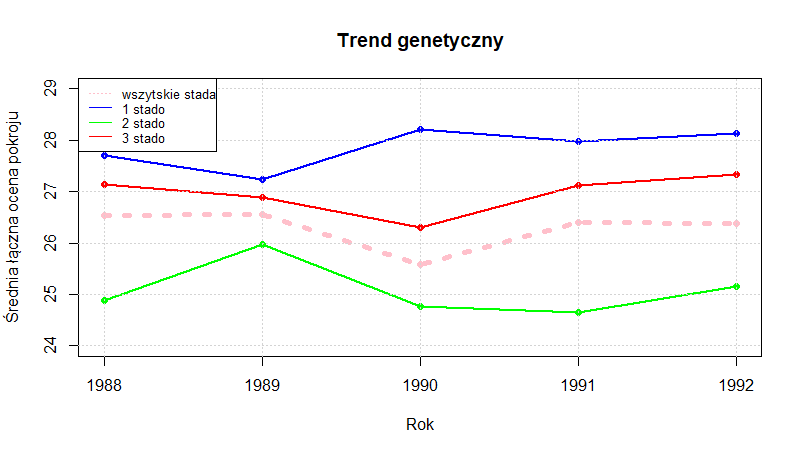 Trend genetyczny
wszytskie stada
1 stado
2 stado
3 stado
Średnia łączna ocena pokroju
29
28
27
26
25
24
1988 1989 1990 1991 1992
Rok